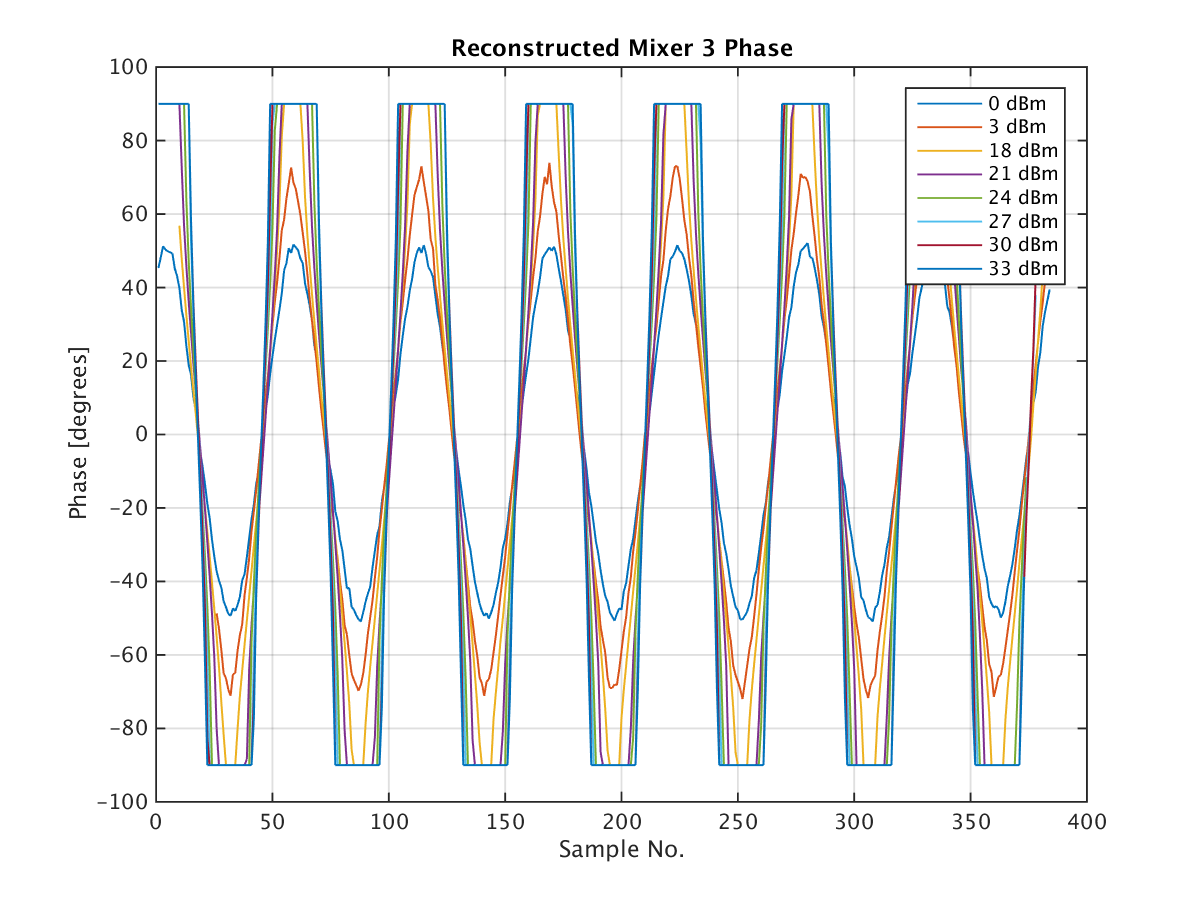 Reconstructed Mixer 3 Phase
100
80
60
40
20
0
−20
−40
−60
−80
−100
Phase [degrees]
0 dBm
3 dBm
18 dBm
21 dBm
24 dBm
27 dBm
30 dBm
33 dBm
0 50 100 150 200 250 300 350 400
Sample No.